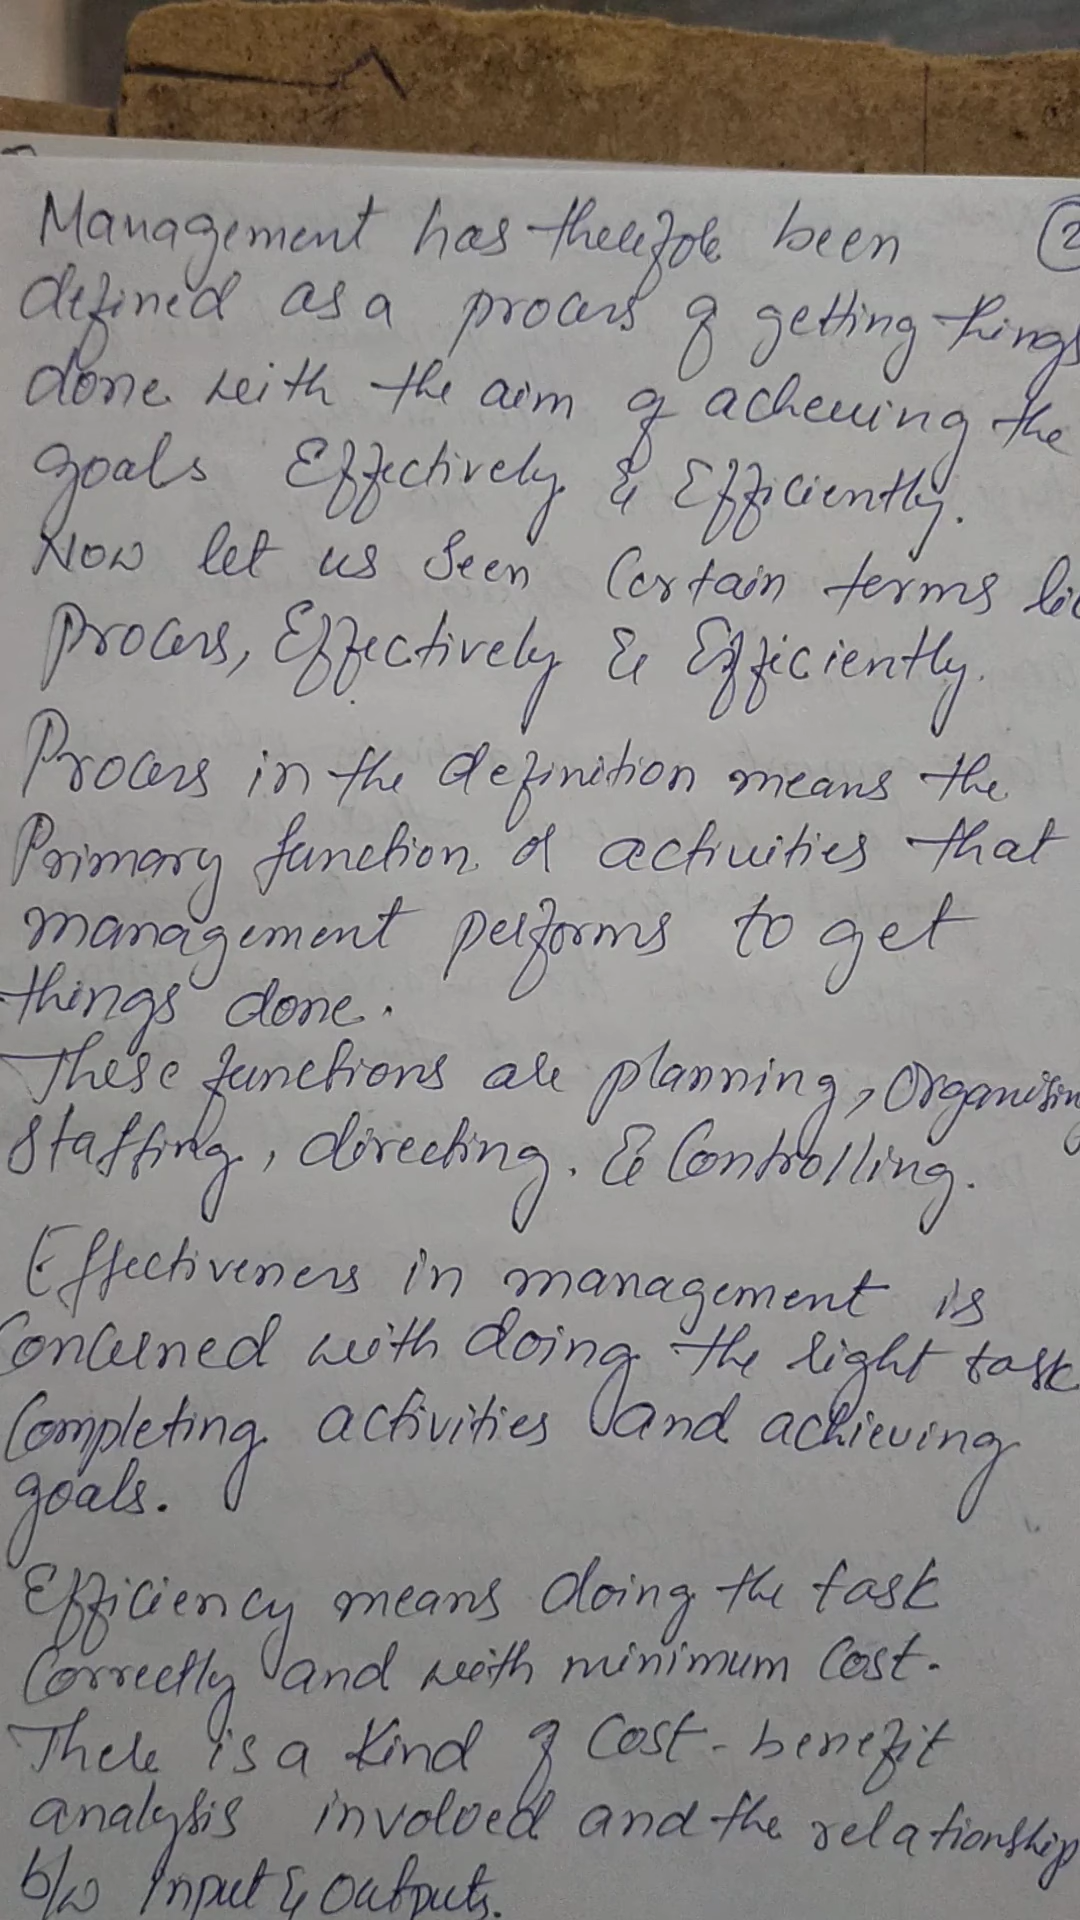 Management has therefore been ②
defined as a process of getting things
done with the aim of acheuing the
goals Effectively & Efficiently.
Now let us Seen Certain terms
Process, Effectively & Efficiently.
Process in the definition means the
Primary function of activities that
management performs to get
things done.
These functions are planning, Organisin
Staffing, directing. & Controlling.
Effectiveness in management is
Concerned with doing the right task
Completing activities and achieving
goals.
Efficiency means doing the task
Correctly and with minimum Cost.
There is a Kind of Cost-benefit
analysis involved and the relationship
b/w Input & Outputs.